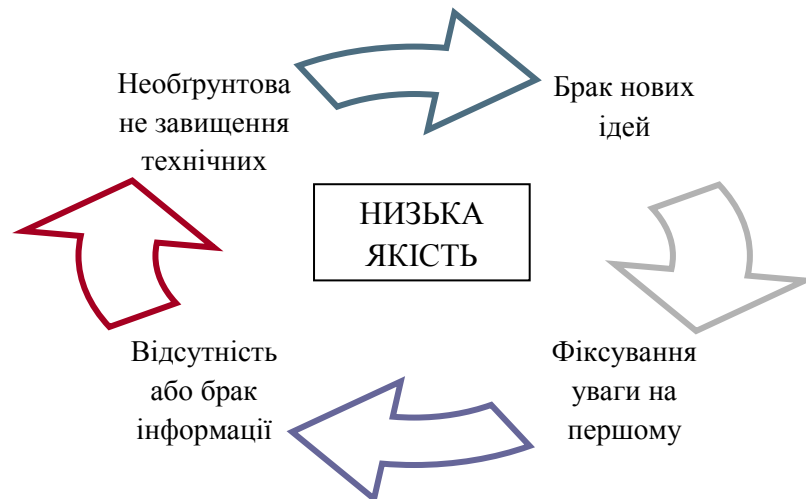 Необґрунтова
не завищення
технічних
Брак нових
ідей
НИЗЬКА
ЯКІСТЬ
Відсутність
або брак
інформації
Фіксування
уваги на
першому